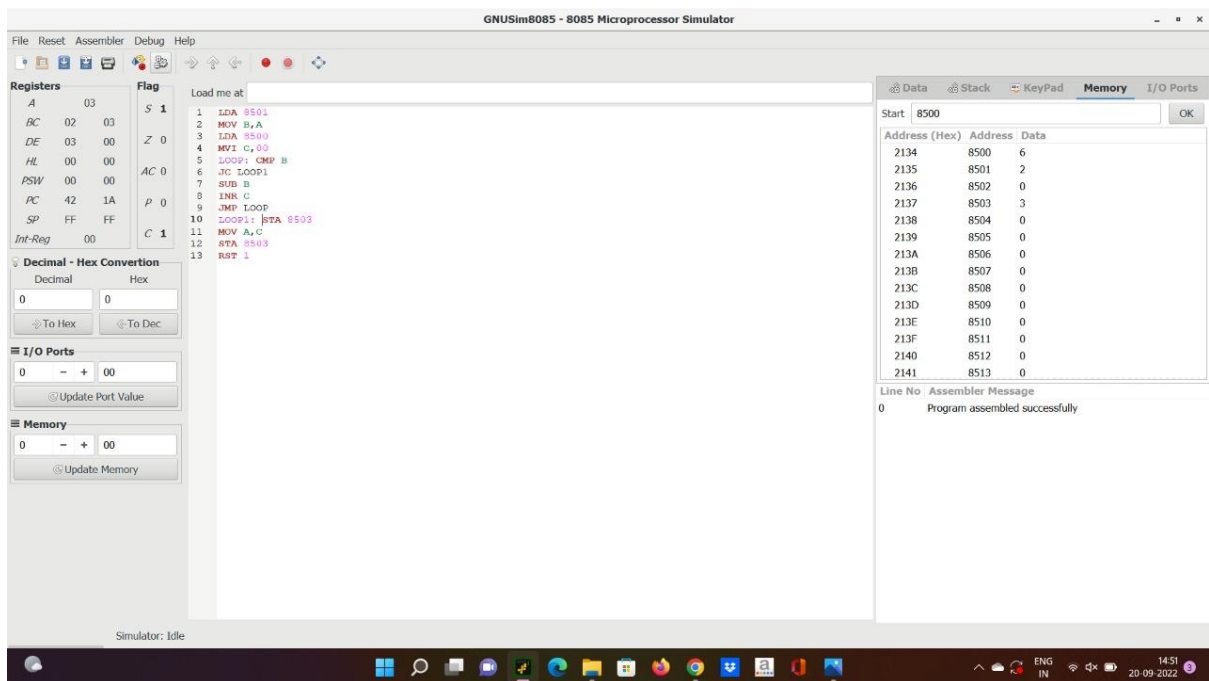 GNUSim8085 - 8085 Microprocessor Simulator
File Reset Assembler Debug Help
Registers
A 03
BC 02 03
DE 03 00
HL 00 00
PSW 00 00
PC 42 1A
SP FF FF
Int-Reg 00
Flag
S 1
Z 0
AC 0
P 0
C 1
Decimal - Hex Convertion
Decimal Hex
0 0
To Hex To Dec
I/O Ports
0 - + 00
Update Port Value
Memory
0 - + 00
Update Memory
Load me at
1 LDA 8501
2 MOV B,A
3 LDA 8500
4 MVI C,00
5 LOOP: CMP B
6 JC LOOP1
7 SUB B
8 INR C
9 JMP LOOP
10 LOOP1: STA 8503
11 MOV A,C
12 STA 8503
13 RST 1
Data Stack KeyPad Memory I/O Ports
Start 8500 OK
Address (Hex) Address Data
2134 8500 6
2135 8501 2
2136 8502 0
2137 8503 3
2138 8504 0
2139 8505 0
213A 8506 0
213B 8507 0
213C 8508 0
213D 8509 0
213E 8510 0
213F 8511 0
2140 8512 0
2141 8513 0
Line No Assembler Message
0 Program assembled successfully
Simulator: Idle
a
ENG
IN
14:51
20-09-2022
3